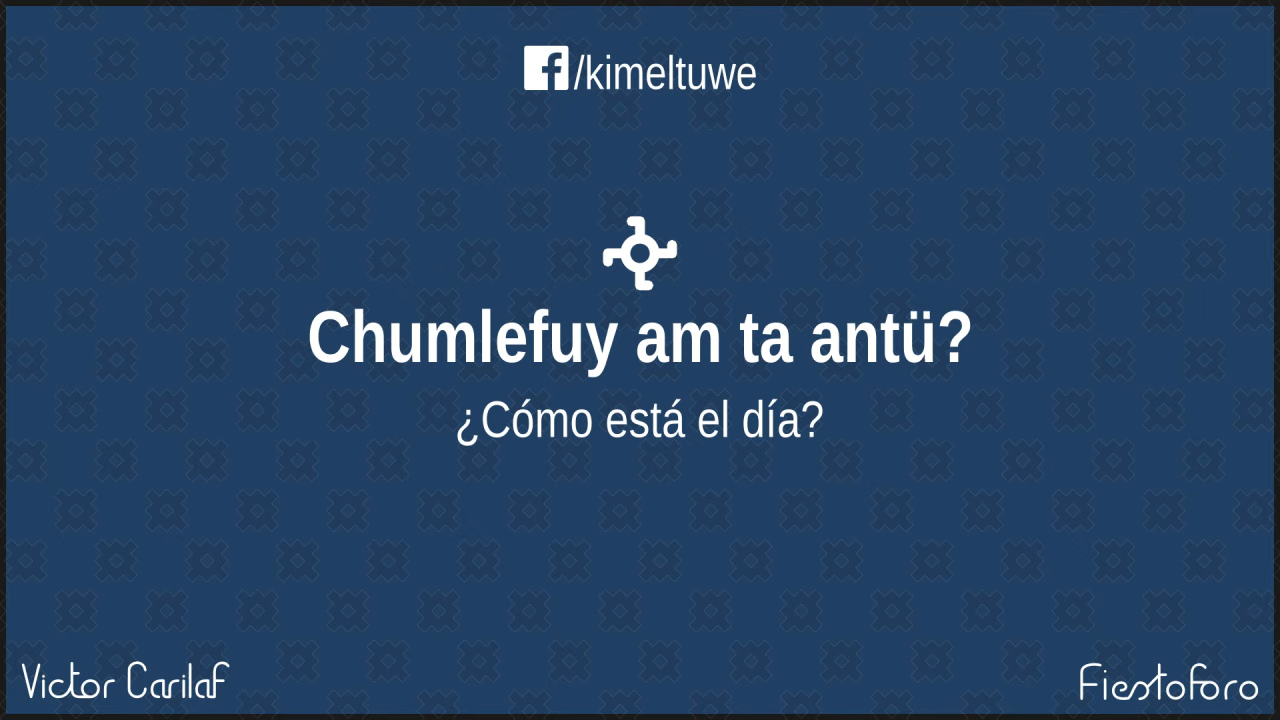 /kimeltuwe
Chumlefuy am ta antü?
¿Cómo está el día?
Victor Carilaf
Fiestoforo